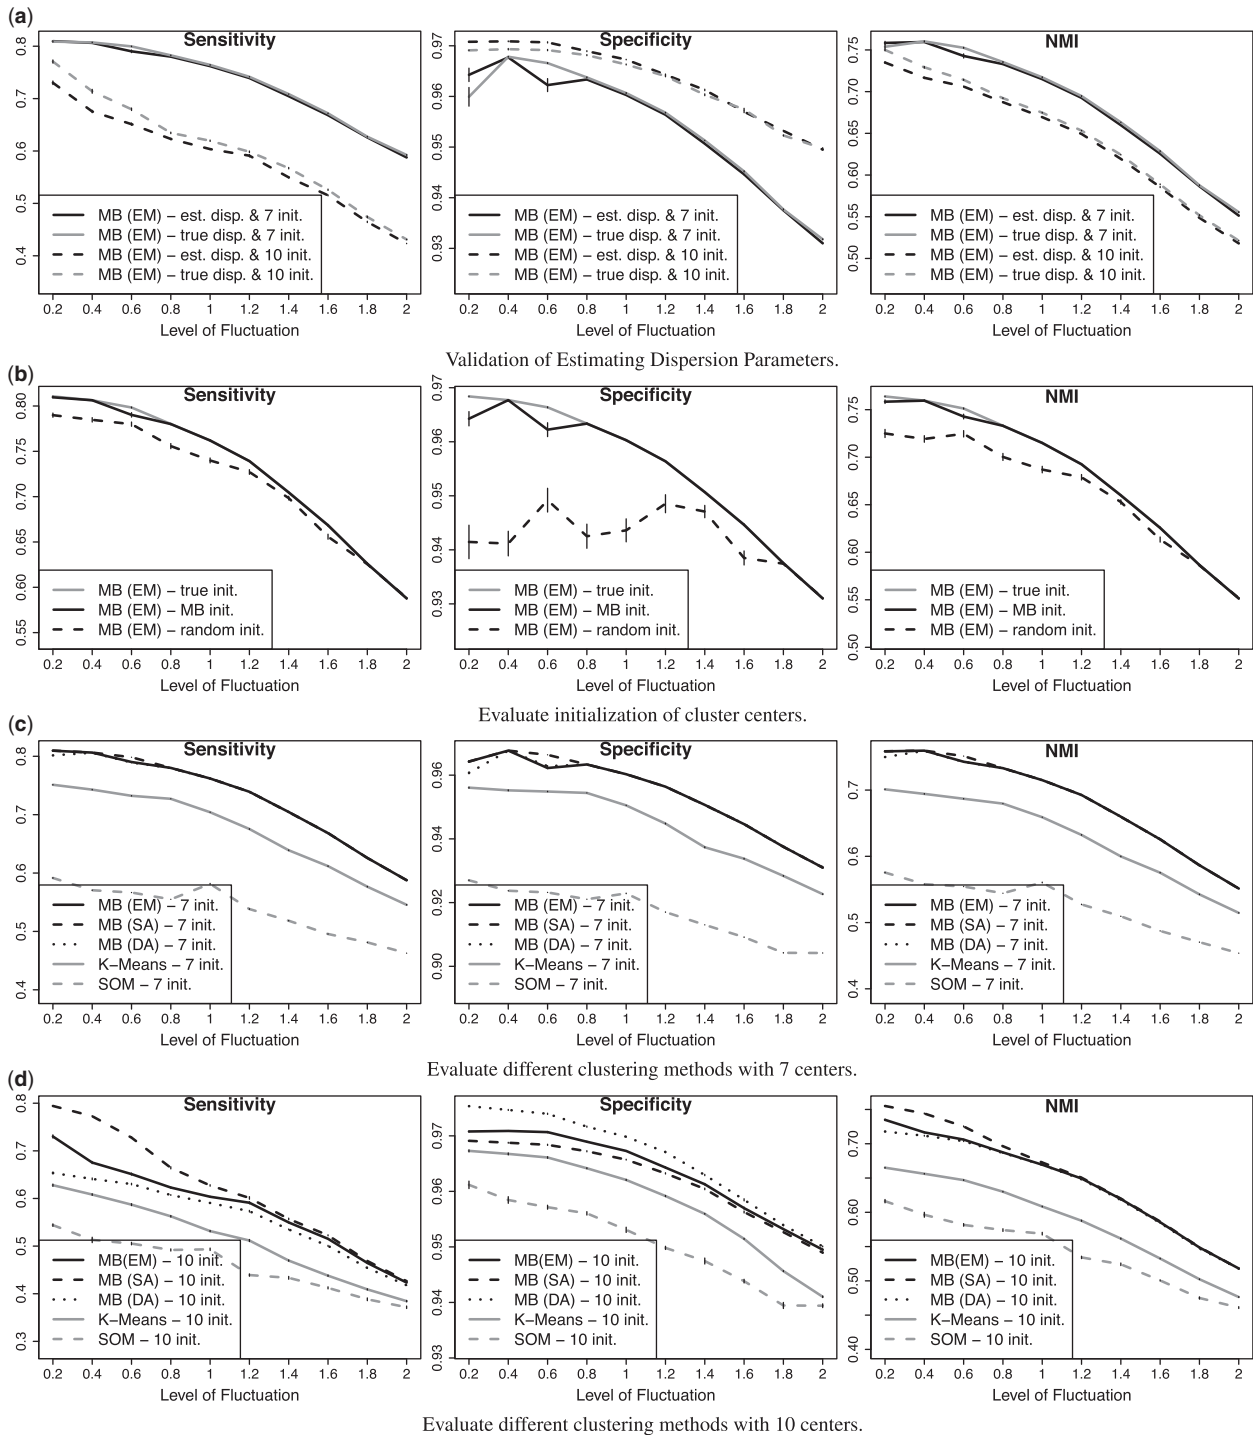 (a)
Sensitivity
0.4 0.5 0.6 0.7 0.8
MB (EM) – est. disp. & 7 init.
MB (EM) – true disp. & 7 init.
MB (EM) – est. disp. & 10 init.
MB (EM) – true disp. & 10 init.
0.2 0.4 0.6 0.8 1 1.2 1.4 1.6 1.8 2
Level of Fluctuation
Specificity
0.93 0.94 0.95 0.96 0.97
MB (EM) – est. disp. & 7 init.
MB (EM) – true disp. & 7 init.
MB (EM) – est. disp. & 10 init.
MB (EM) – true disp. & 10 init.
0.2 0.4 0.6 0.8 1 1.2 1.4 1.6 1.8 2
Level of Fluctuation
NMI
0.50 0.55 0.60 0.65 0.70 0.75
MB (EM) – est. disp. & 7 init.
MB (EM) – true disp. & 7 init.
MB (EM) – est. disp. & 10 init.
MB (EM) – true disp. & 10 init.
0.2 0.4 0.6 0.8 1 1.2 1.4 1.6 1.8 2
Level of Fluctuation
Validation of Estimating Dispersion Parameters.
(b)
Sensitivity
0.55 0.60 0.65 0.70 0.75 0.80
MB (EM) – true init.
MB (EM) – MB init.
MB (EM) – random init.
0.2 0.4 0.6 0.8 1 1.2 1.4 1.6 1.8 2
Level of Fluctuation
Specificity
0.93 0.94 0.95 0.96 0.97
MB (EM) – true init.
MB (EM) – MB init.
MB (EM) – random init.
0.2 0.4 0.6 0.8 1 1.2 1.4 1.6 1.8 2
Level of Fluctuation
NMI
0.50 0.55 0.60 0.65 0.70 0.75
MB (EM) – true init.
MB (EM) – MB init.
MB (EM) – random init.
0.2 0.4 0.6 0.8 1 1.2 1.4 1.6 1.8 2
Level of Fluctuation
Evaluate initialization of cluster centers.
(c)
Sensitivity
0.4 0.5 0.6 0.7 0.8
MB (EM) – 7 init.
MB (SA) – 7 init.
MB (DA) – 7 init.
K–Means – 7 init.
SOM – 7 init.
0.2 0.4 0.6 0.8 1 1.2 1.4 1.6 1.8 2
Level of Fluctuation
Specificity
0.90 0.92 0.94 0.96
MB (EM) – 7 init.
MB (SA) – 7 init.
MB (DA) – 7 init.
K–Means – 7 init.
SOM – 7 init.
0.2 0.4 0.6 0.8 1 1.2 1.4 1.6 1.8 2
Level of Fluctuation
NMI
0.4 0.5 0.6 0.7
MB (EM) – 7 init.
MB (SA) – 7 init.
MB (DA) – 7 init.
K–Means – 7 init.
SOM – 7 init.
0.2 0.4 0.6 0.8 1 1.2 1.4 1.6 1.8 2
Level of Fluctuation
Evaluate different clustering methods with 7 centers.
(d)
Sensitivity
0.3 0.4 0.5 0.6 0.7 0.8
MB(EM) – 10 init.
MB (SA) – 10 init.
MB (DA) – 10 init.
K–Means – 10 init.
SOM – 10 init.
0.2 0.4 0.6 0.8 1 1.2 1.4 1.6 1.8 2
Level of Fluctuation
Specificity
0.93 0.94 0.95 0.96 0.97
MB (EM) – 10 init.
MB (SA) – 10 init.
MB (DA) – 10 init.
K–Means – 10 init.
SOM – 10 init.
0.2 0.4 0.6 0.8 1 1.2 1.4 1.6 1.8 2
Level of Fluctuation
NMI
0.40 0.50 0.60 0.70
MB (EM) – 10 init.
MB (SA) – 10 init.
MB (DA) – 10 init.
K–Means – 10 init.
SOM – 10 init.
0.2 0.4 0.6 0.8 1 1.2 1.4 1.6 1.8 2
Level of Fluctuation
Evaluate different clustering methods with 10 centers.